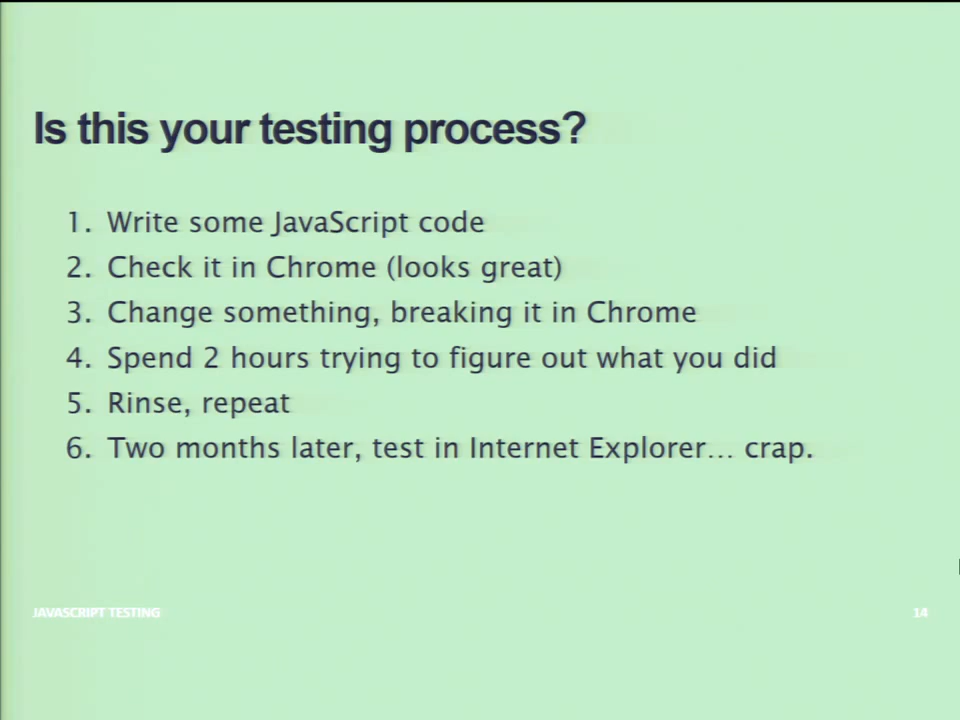 Is this your testing process?
1. Write some JavaScript code
2. Check it in Chrome (looks great)
3. Change something, breaking it in Chrome
4. Spend 2 hours trying to figure out what you did
5. Rinse, repeat
6. Two months later, test in Internet Explorer... crap.
JAVASCRIPT TESTING
14